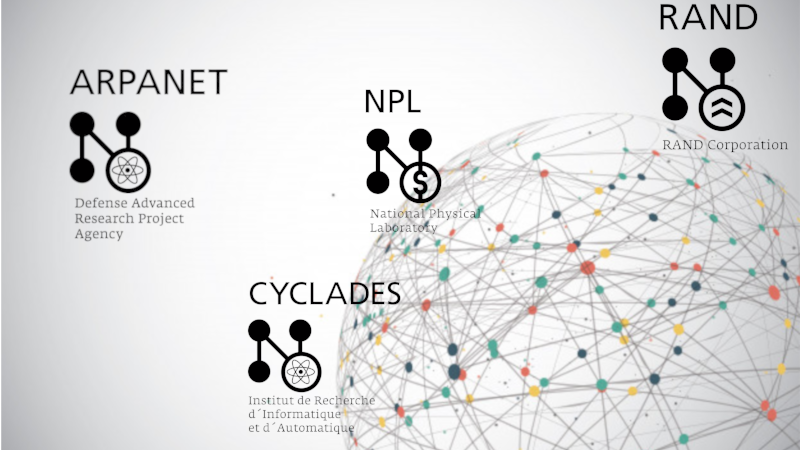 ARPANET
Defense Advanced
Research Project
Agency
NPL
$
National Physical
Laboratory
RAND
RAND Corporation
CYCLADES
Institut de Recherche
d´Informatique
et d´Automatique